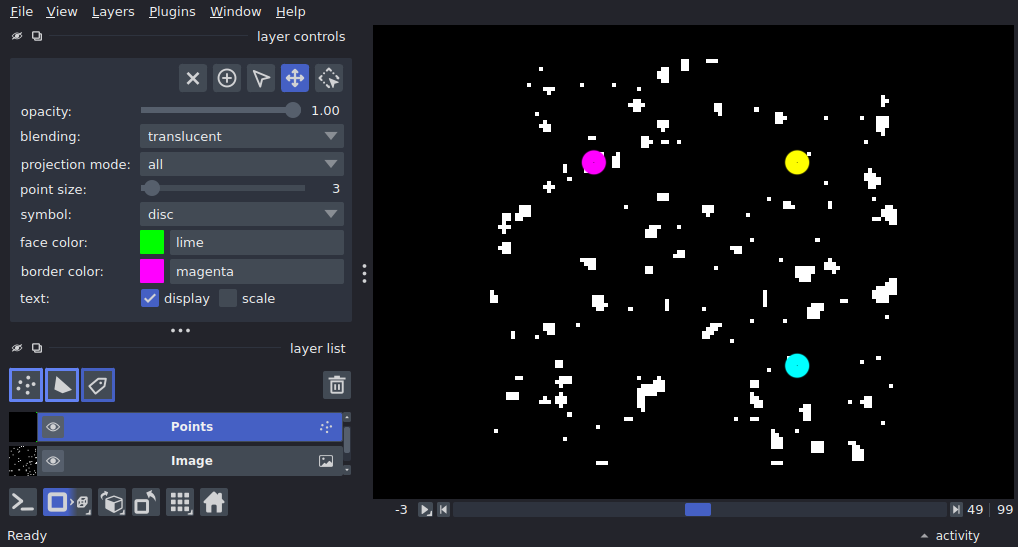 File View Layers Plugins Window Help
layer controls
opacity: 1.00
blending: translucent
projection mode: all
point size: 3
symbol: disc
face color: lime
border color: magenta
text: display scale
layer list
Points
Image
-3 49 99
Ready activity